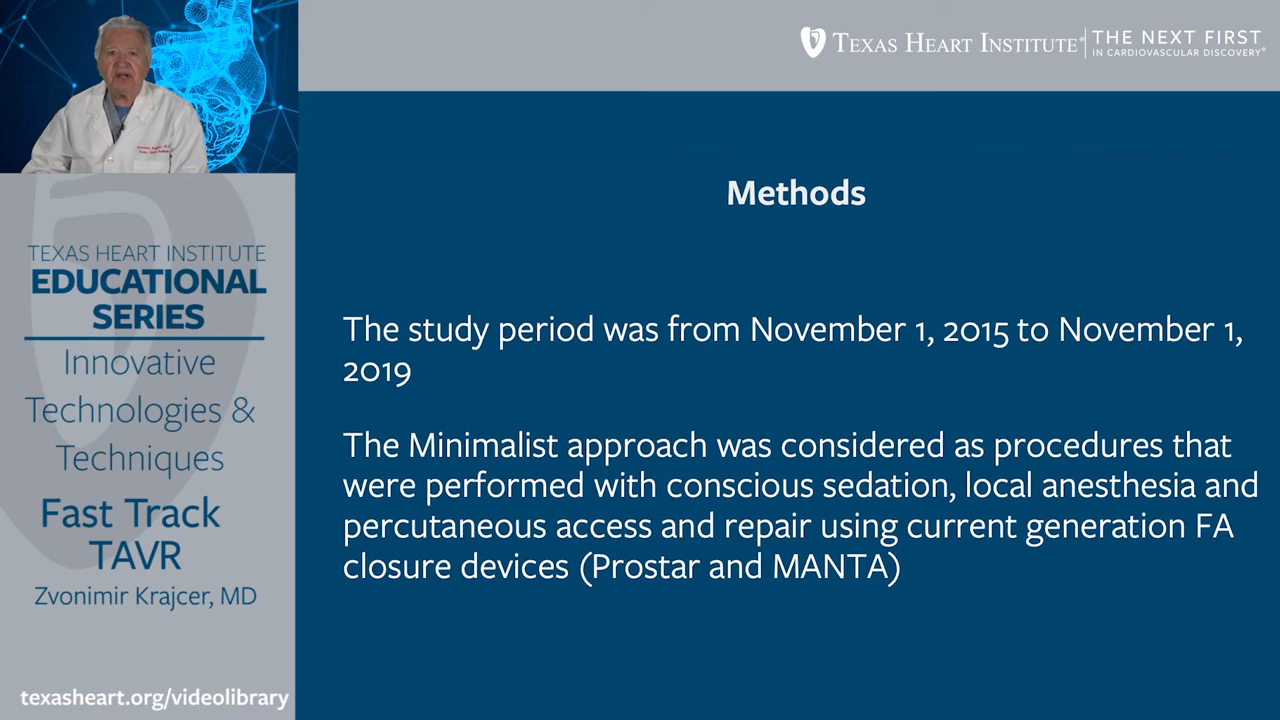 TEXAS HEART INSTITUTE®
THE NEXT FIRST
IN CARDIOVASCULAR DISCOVERY®
TEXAS HEART INSTITUTE
EDUCATIONAL
SERIES
Innovative
Technologies &
Techniques
Fast Track
TAVR
Zvonimir Krajcer, MD
texasheart.org/videolibrary
Methods
The study period was from November 1, 2015 to November 1,
2019
The Minimalist approach was considered as procedures that
were performed with conscious sedation, local anesthesia and
percutaneous access and repair using current generation FA
closure devices (Prostar and MANTA)